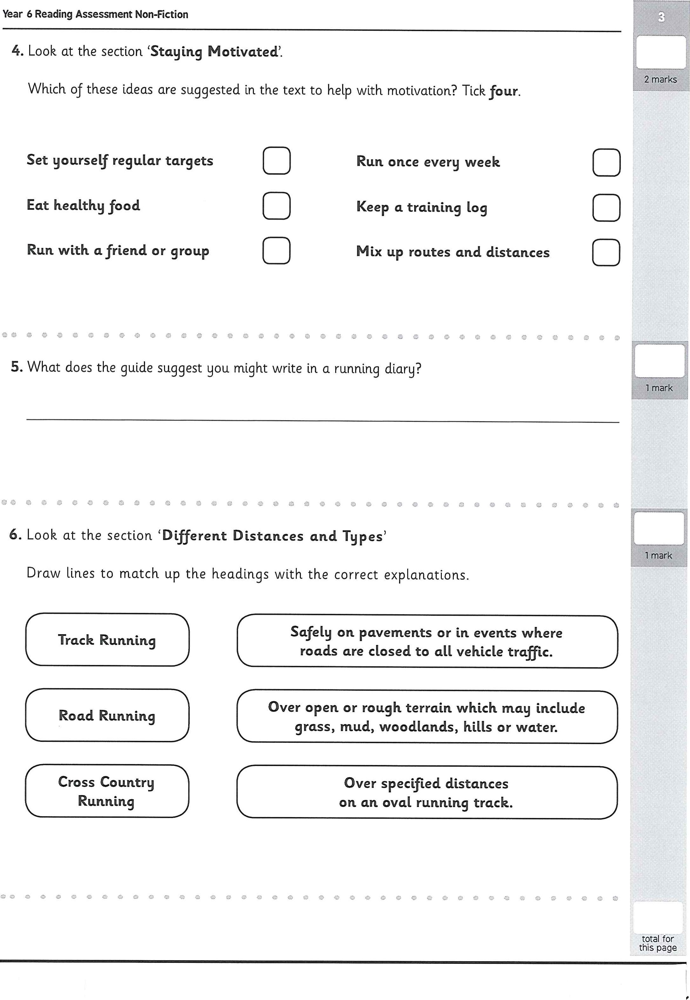 Year 6 Reading Assessment Non-Fiction
3
4. Look at the section ‘Staying Motivated’.
2 marks
Which of these ideas are suggested in the text to help with motivation? Tick four.
Set yourself regular targets
Run once every week
Eat healthy food
Keep a training log
Run with a friend or group
Mix up routes and distances
5. What does the guide suggest you might write in a running diary?
1 mark
6. Look at the section ‘Different Distances and Types’
1 mark
Draw lines to match up the headings with the correct explanations.
Track Running
Safely on pavements or in events where
roads are closed to all vehicle traffic.
Road Running
Over open or rough terrain which may include
grass, mud, woodlands, hills or water.
Cross Country
Running
Over specified distances
on an oval running track.
total for
this page